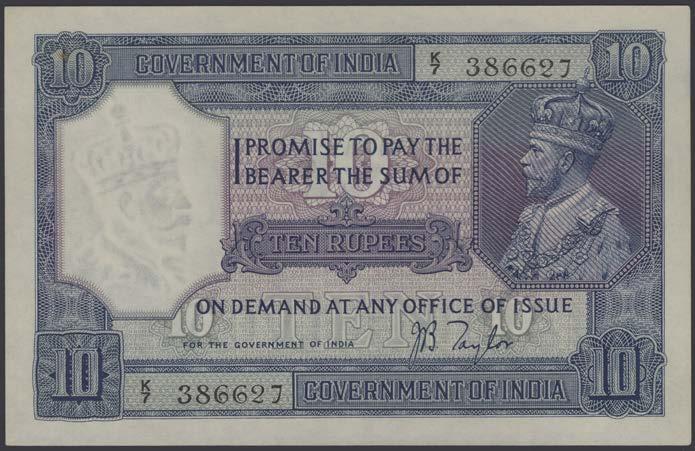 10 GOVERNMENT OF INDIA K/7 386627 10
I PROMISE TO PAY THE
BEARER THE SUM OF
10
TEN RUPEES
ON DEMAND AT ANY OFFICE OF ISSUE
10 TEN 10
FOR THE GOVERNMENT OF INDIA JB Taylor
10 K/7 386627 GOVERNMENT OF INDIA 10